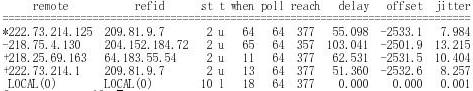 remote refid st t when poll reach delay offset jitter
==============================================================================
*222.73.214.125 209.81.9.7 2 u 64 64 377 55.098 -2533.1 7.984
-218.75.4.130 204.152.184.72 2 u 65 64 357 103.041 -2501.9 13.215
+218.25.69.163 64.183.55.54 2 u 11 64 377 62.531 -2531.5 10.404
+222.73.214.1 209.81.9.7 2 u 13 64 377 51.360 -2532.6 8.257
LOCAL(0) LOCAL(0) 10 l 18 64 377 0.000 0.000 0.001